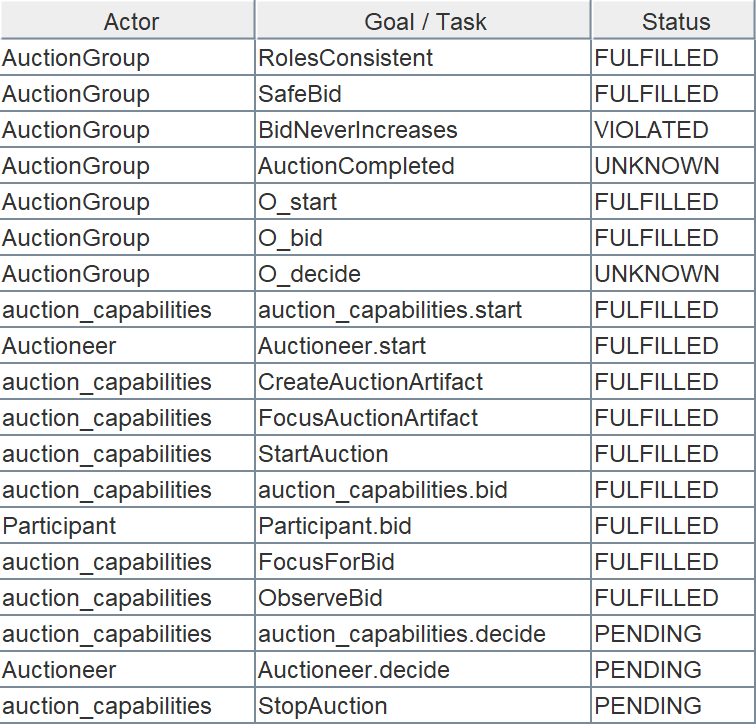 Actor Goal / Task Status
AuctionGroup RolesConsistent FULFILLED
AuctionGroup SafeBid FULFILLED
AuctionGroup BidNeverIncreases VIOLATED
AuctionGroup AuctionCompleted UNKNOWN
AuctionGroup O_start FULFILLED
AuctionGroup O_bid FULFILLED
AuctionGroup O_decide UNKNOWN
auction_capabilities auction_capabilities.start FULFILLED
Auctioneer Auctioneer.start FULFILLED
auction_capabilities CreateAuctionArtifact FULFILLED
auction_capabilities FocusAuctionArtifact FULFILLED
auction_capabilities StartAuction FULFILLED
auction_capabilities auction_capabilities.bid FULFILLED
Participant Participant.bid FULFILLED
auction_capabilities FocusForBid FULFILLED
auction_capabilities ObserveBid FULFILLED
auction_capabilities auction_capabilities.decide PENDING
Auctioneer Auctioneer.decide PENDING
auction_capabilities StopAuction PENDING